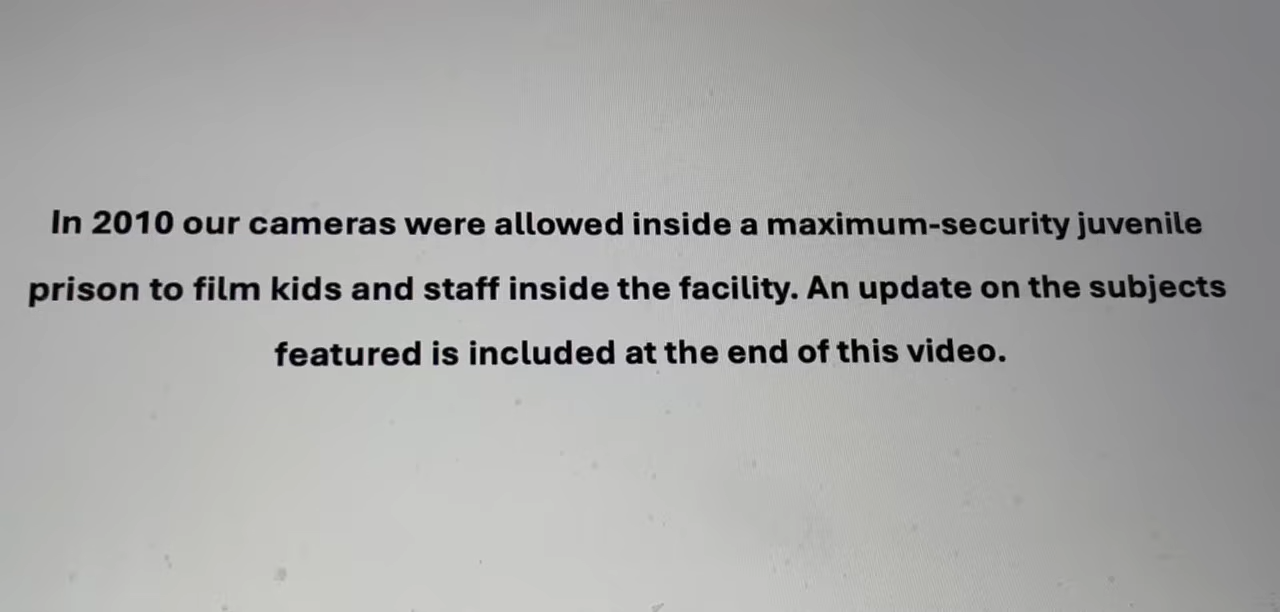 In 2010 our cameras were allowed inside a maximum-security juvenile
prison to film kids and staff inside the facility. An update on the subjects
featured is included at the end of this video.